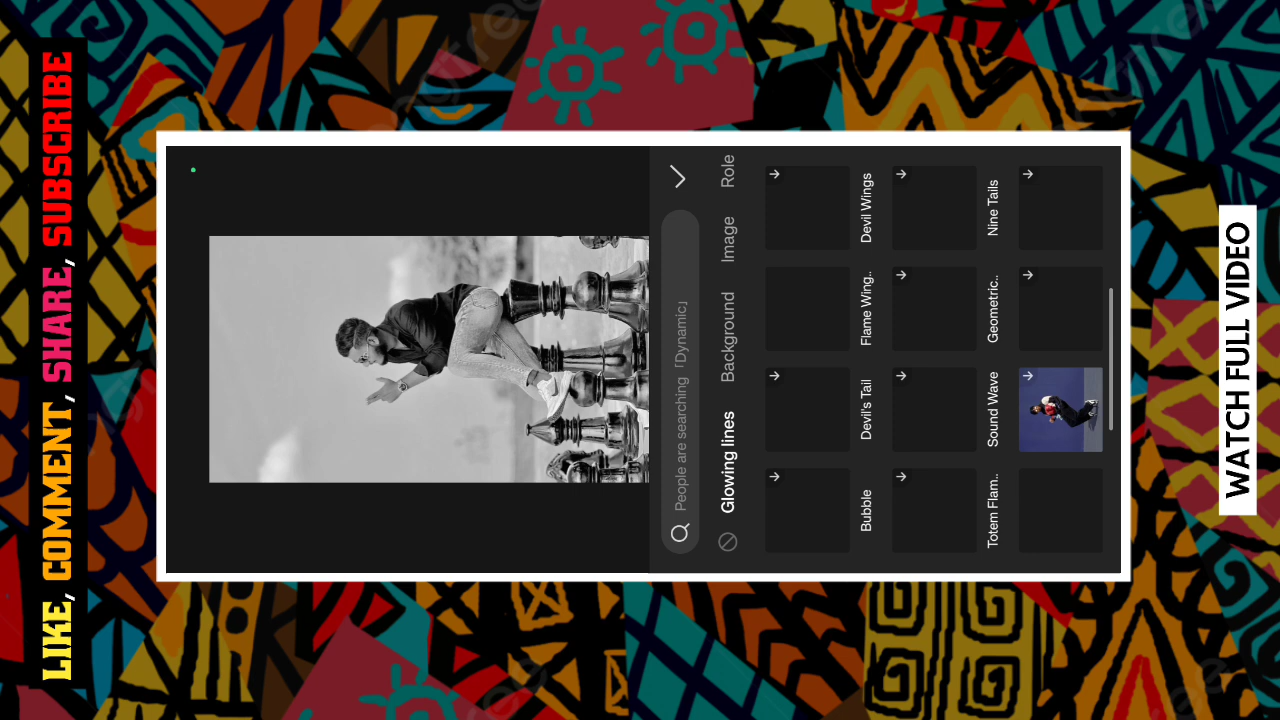 LIKE, COMMENT, SHARE, SUBSCRIBE
People are searching「Dynamic」
Glowing lines Background Image Role
Bubble Devil's Tail Flame Wing.. Devil Wings
Totem Flam.. Sound Wave Geometric.. Nine Tails
WATCH FULL VIDEO